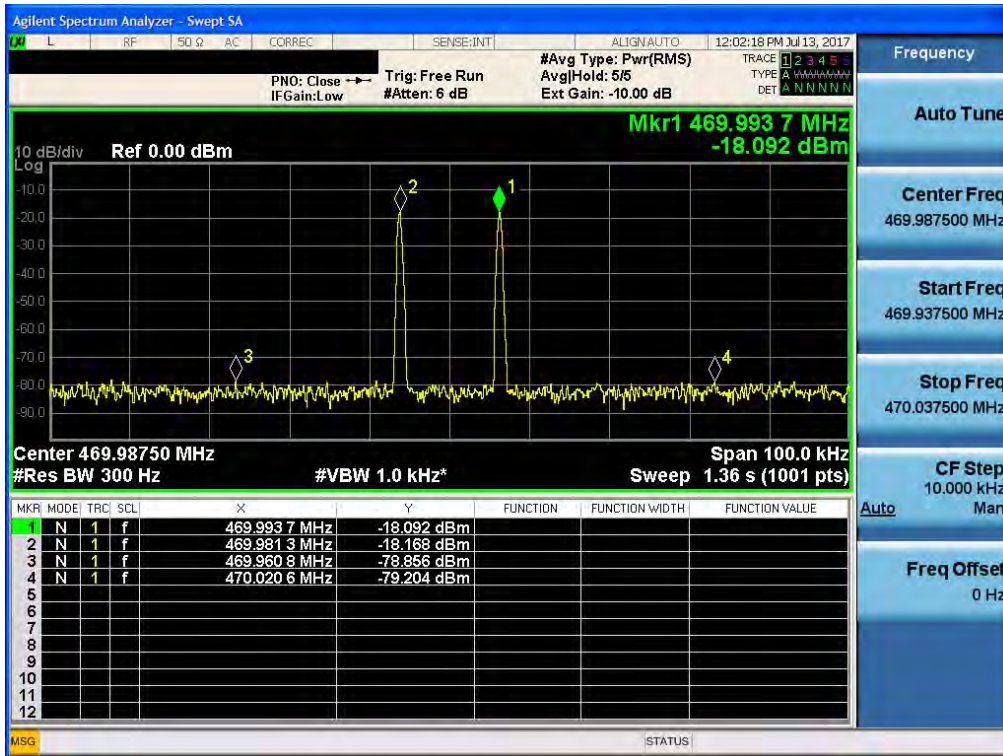 Agilent Spectrum Analyzer - Swept SA
L RF 50 Ω AC CORREC SENSE:INT ALIGN AUTO 12:02:18 PM Jul 13, 2017
PNO: Close Trig: Free Run #Avg Type: Pwr(RMS) TRACE 1 2 3 4 5 6
IFGain:Low #Atten: 6 dB Avg|Hold: 5/5 TYPE A
Ext Gain: -10.00 dB DET A N N N N N
Mkr1 469.993 7 MHz
-18.092 dBm
10 dB/div Ref 0.00 dBm
Log
-10.0
-20.0
-30.0
-40.0
-50.0
-60.0
-70.0
-80.0
-90.0
2
1
3
4
Center 469.98750 MHz Span 100.0 kHz
#Res BW 300 Hz #VBW 1.0 kHz* Sweep 1.36 s (1001 pts)
MKR MODE TRC SCL X Y FUNCTION FUNCTION WIDTH FUNCTION VALUE
1 N 1 f 469.993 7 MHz -18.092 dBm
2 N 1 f 469.981 3 MHz -18.168 dBm
3 N 1 f 469.960 8 MHz -78.856 dBm
4 N 1 f 470.020 6 MHz -79.204 dBm
5
6
7
8
9
10
11
12
MSG STATUS
Frequency
Auto Tune
Center Freq
469.987500 MHz
Start Freq
469.937500 MHz
Stop Freq
470.037500 MHz
CF Step
10.000 kHz
Auto Man
Freq Offset
0 Hz